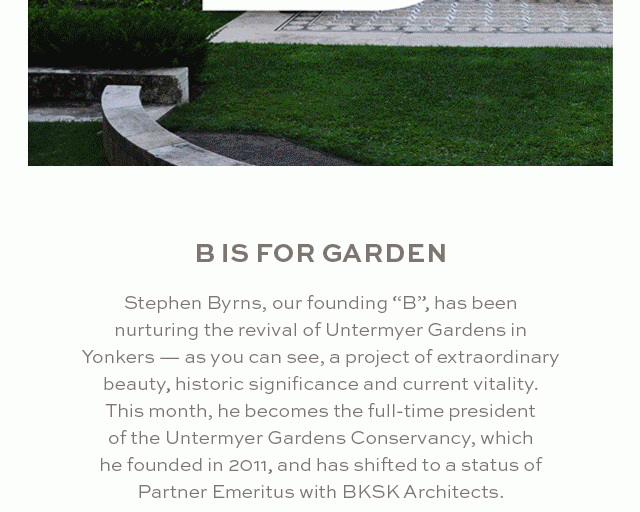 B IS FOR GARDEN
Stephen Byrns, our founding “B”, has been
nurturing the revival of Untermyer Gardens in
Yonkers — as you can see, a project of extraordinary
beauty, historic significance and current vitality.
This month, he becomes the full-time president
of the Untermyer Gardens Conservancy, which
he founded in 2011, and has shifted to a status of
Partner Emeritus with BKSK Architects.